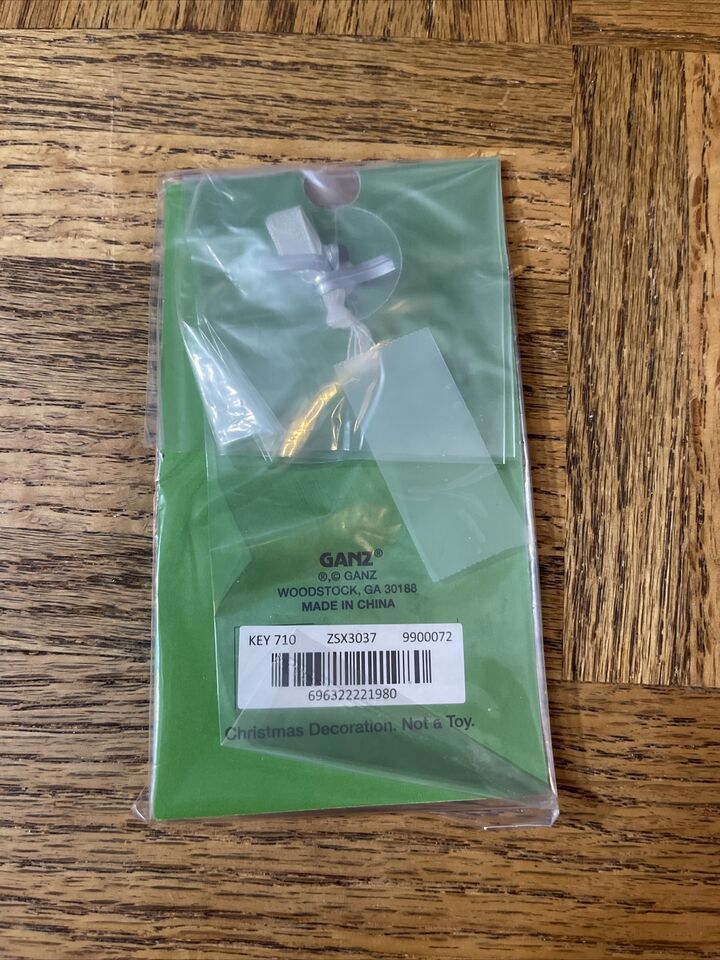 GANZ®
®,© GANZ
WOODSTOCK, GA 30188
MADE IN CHINA
KEY 710 ZSX3037 9900072
696322221980
Christmas Decoration. Not a Toy.